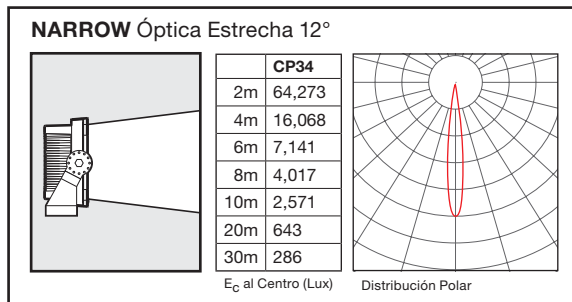 NARROW Óptica Estrecha 12°
CP34
2m 64,273
4m 16,068
6m 7,141
8m 4,017
10m 2,571
20m 643
30m 286
EC al Centro (Lux)
Distribución Polar